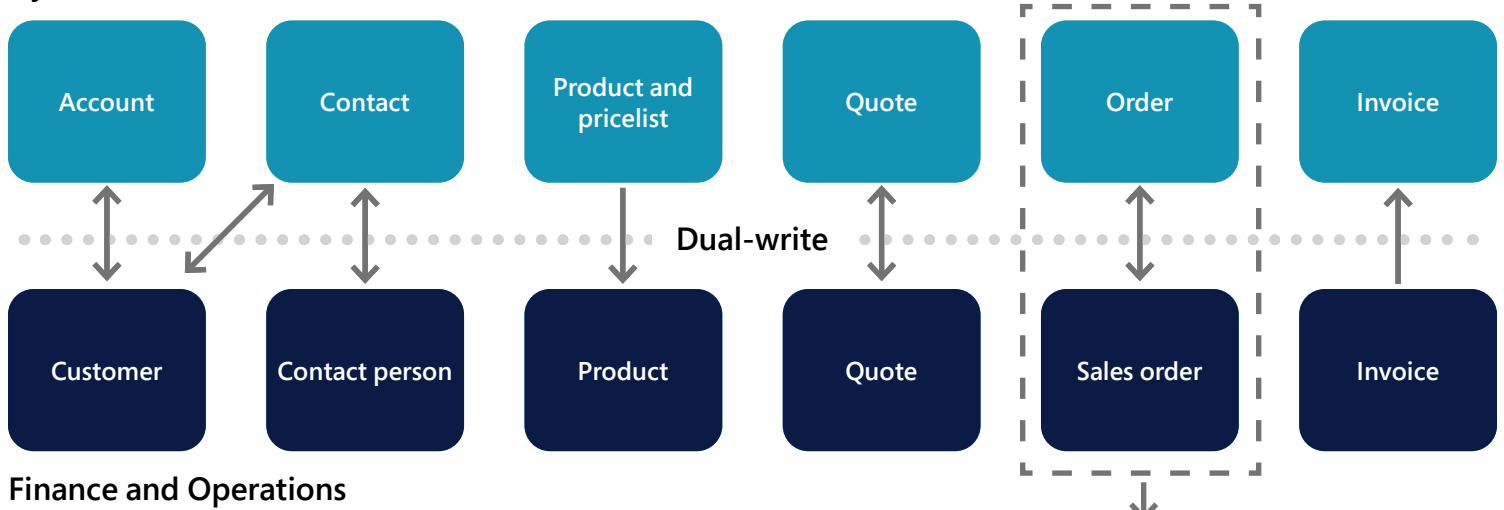 Account
Contact
Product and
pricelist
Quote
Order
Invoice
Dual-write
Customer
Contact person
Product
Quote
Sales order
Invoice
Finance and Operations